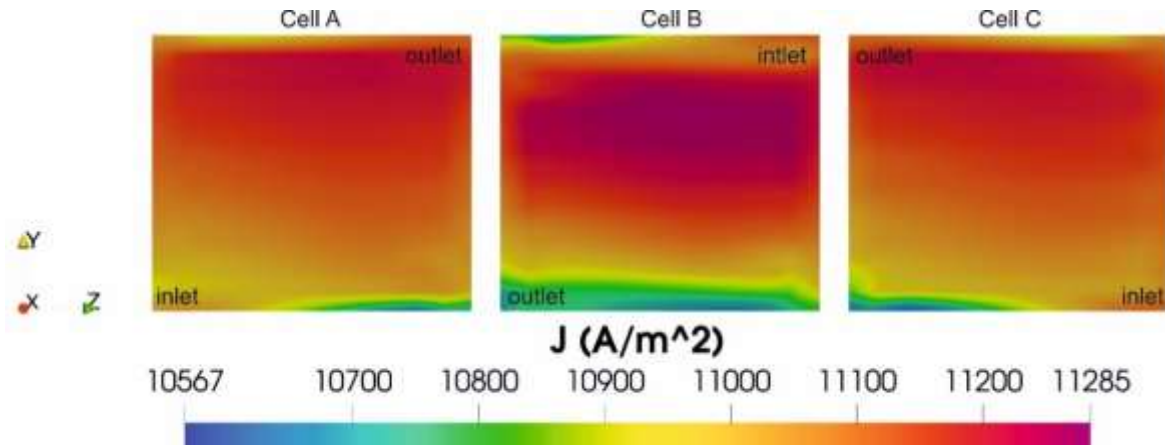 Cell A Cell B Cell C
outlet intlet outlet
Y
inlet outlet inlet
X Z
J (A/m^2)
10567 10700 10800 10900 11000 11100 11200 11285